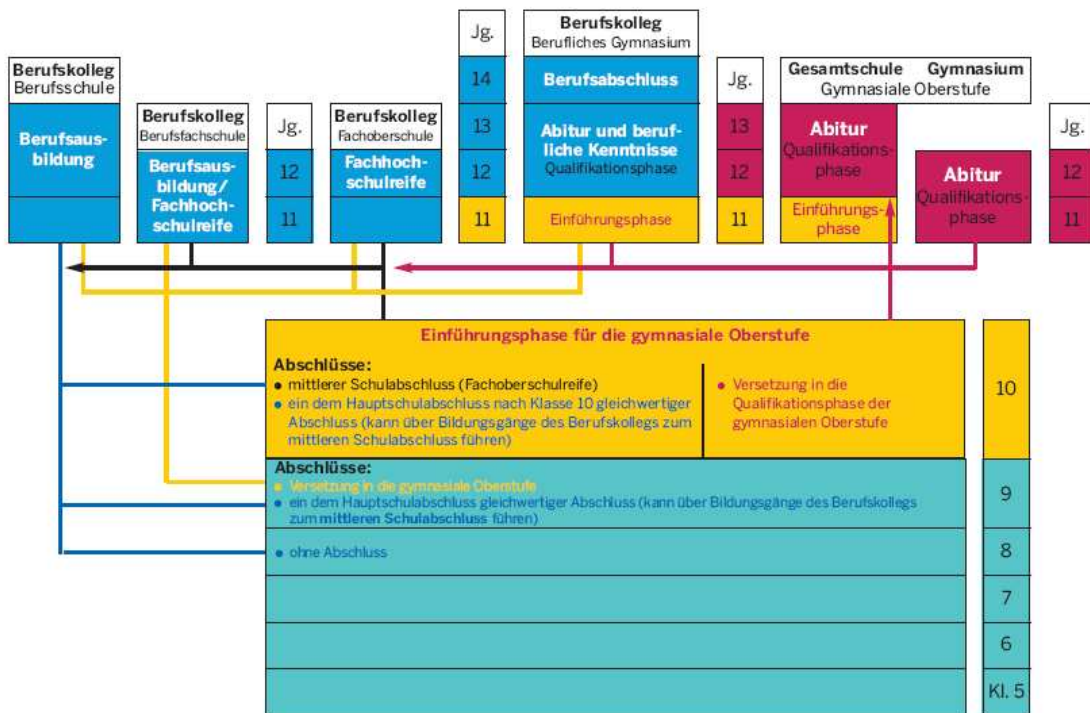 Berufskolleg
Berufsschule
Berufsaus-
bildung
Berufskolleg
Berufsfachschule
Berufsaus-
bildung/
Fachhoch-
schulreife
Jg.
12
11
Berufskolleg
Fachoberschule
Fachhoch-
schulreife
Jg.
14
13
12
11
Berufskolleg
Berufliches Gymnasium
Berufsabschluss
Abitur und beruf-
liche Kenntnisse
Qualifikationsphase
Einführungsphase
Jg.
13
12
11
Gesamtschule Gymnasium
Gymnasiale Oberstufe
Abitur
Qualifikations-
phase
Einführungs-
phase
Abitur
Qualifikations-
phase
Jg.
12
11
Einführungsphase für die gymnasiale Oberstufe
Abschlüsse:
• mittlerer Schulabschluss (Fachoberschulreife)
• ein dem Hauptschulabschluss nach Klasse 10 gleichwertiger
Abschluss (kann über Bildungsgänge des Berufskollegs zum
mittleren Schulabschluss führen)
• Versetzung in die
Qualifikationsphase der
gymnasialen Oberstufe
10
Abschlüsse:
• Versetzung in die gymnasiale Oberstufe
• ein dem Hauptschulabschluss gleichwertiger Abschluss (kann über Bildungsgänge des Berufskollegs
zum mittleren Schulabschluss führen)
9
• ohne Abschluss
8
7
6
Kl. 5